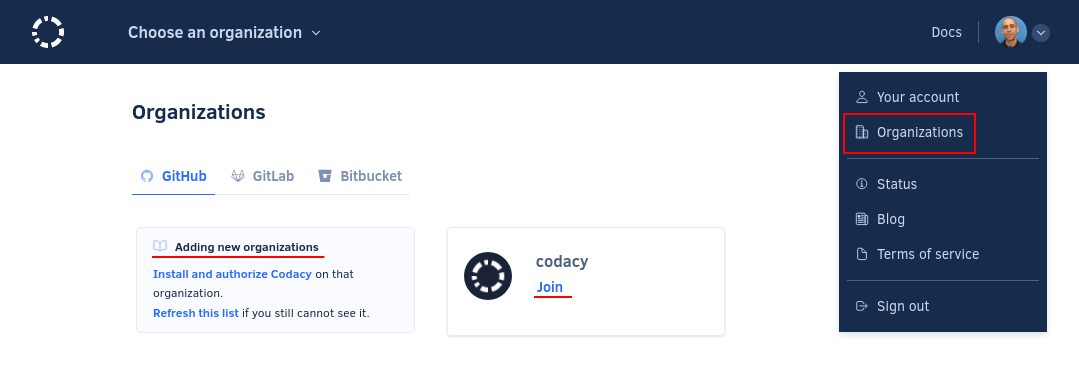 Choose an organization
Docs
Organizations
GitHub
GitLab
Bitbucket
Adding new organizations
Install and authorize Codacy on that
organization.
Refresh this list if you still cannot see it.
codacy
Join
Your account
Organizations
Status
Blog
Terms of service
Sign out